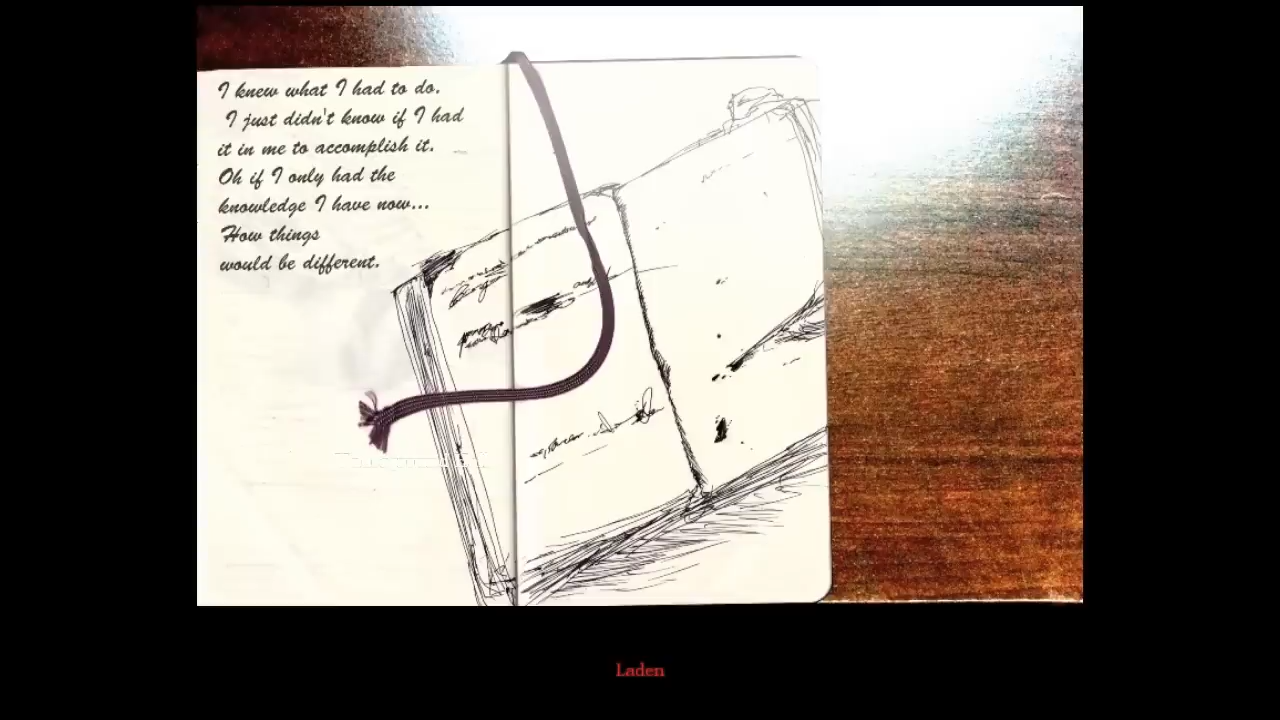 I knew what I had to do.
I just didn't know if I had
it in me to accomplish it.
Oh if I only had the
knowledge I have now...
How things
would be different.
Laden